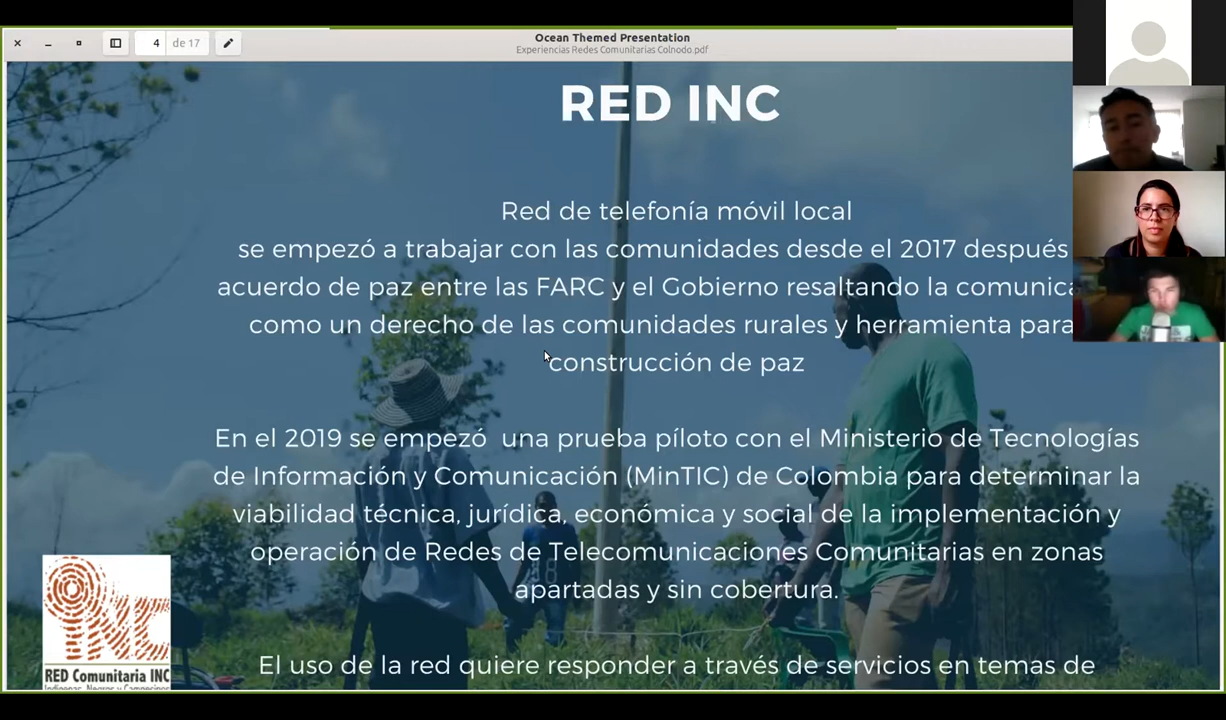 4 de 17
Ocean Themed Presentation
Experiencias Redes Comunitarias Colnodo.pdf
RED INC
Red de telefonía móvil local
se empezó a trabajar con las comunidades desde el 2017 después
acuerdo de paz entre las FARC y el Gobierno resaltando la comunica
como un derecho de las comunidades rurales y herramienta para
construcción de paz
En el 2019 se empezó una prueba píloto con el Ministerio de Tecnologías
de Información y Comunicación (MinTIC) de Colombia para determinar la
viabilidad técnica, jurídica, económica y social de la implementación y
operación de Redes de Telecomunicaciones Comunitarias en zonas
apartadas y sin cobertura.
El uso de la red quiere responder a través de servicios en temas de
INC
RED Comunitaria INC
Indígenas, Negros y Campesinos